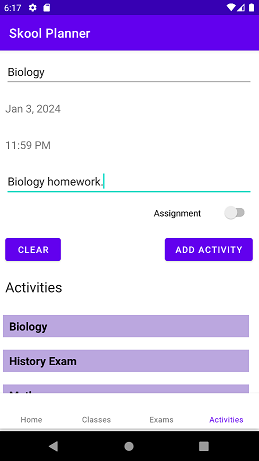 6:17
Skool Planner
Biology
Jan 3, 2024
11:59 PM
Biology homework.
Assignment
CLEAR
ADD ACTIVITY
Activities
Biology
History Exam
Home
Classes
Exams
Activities